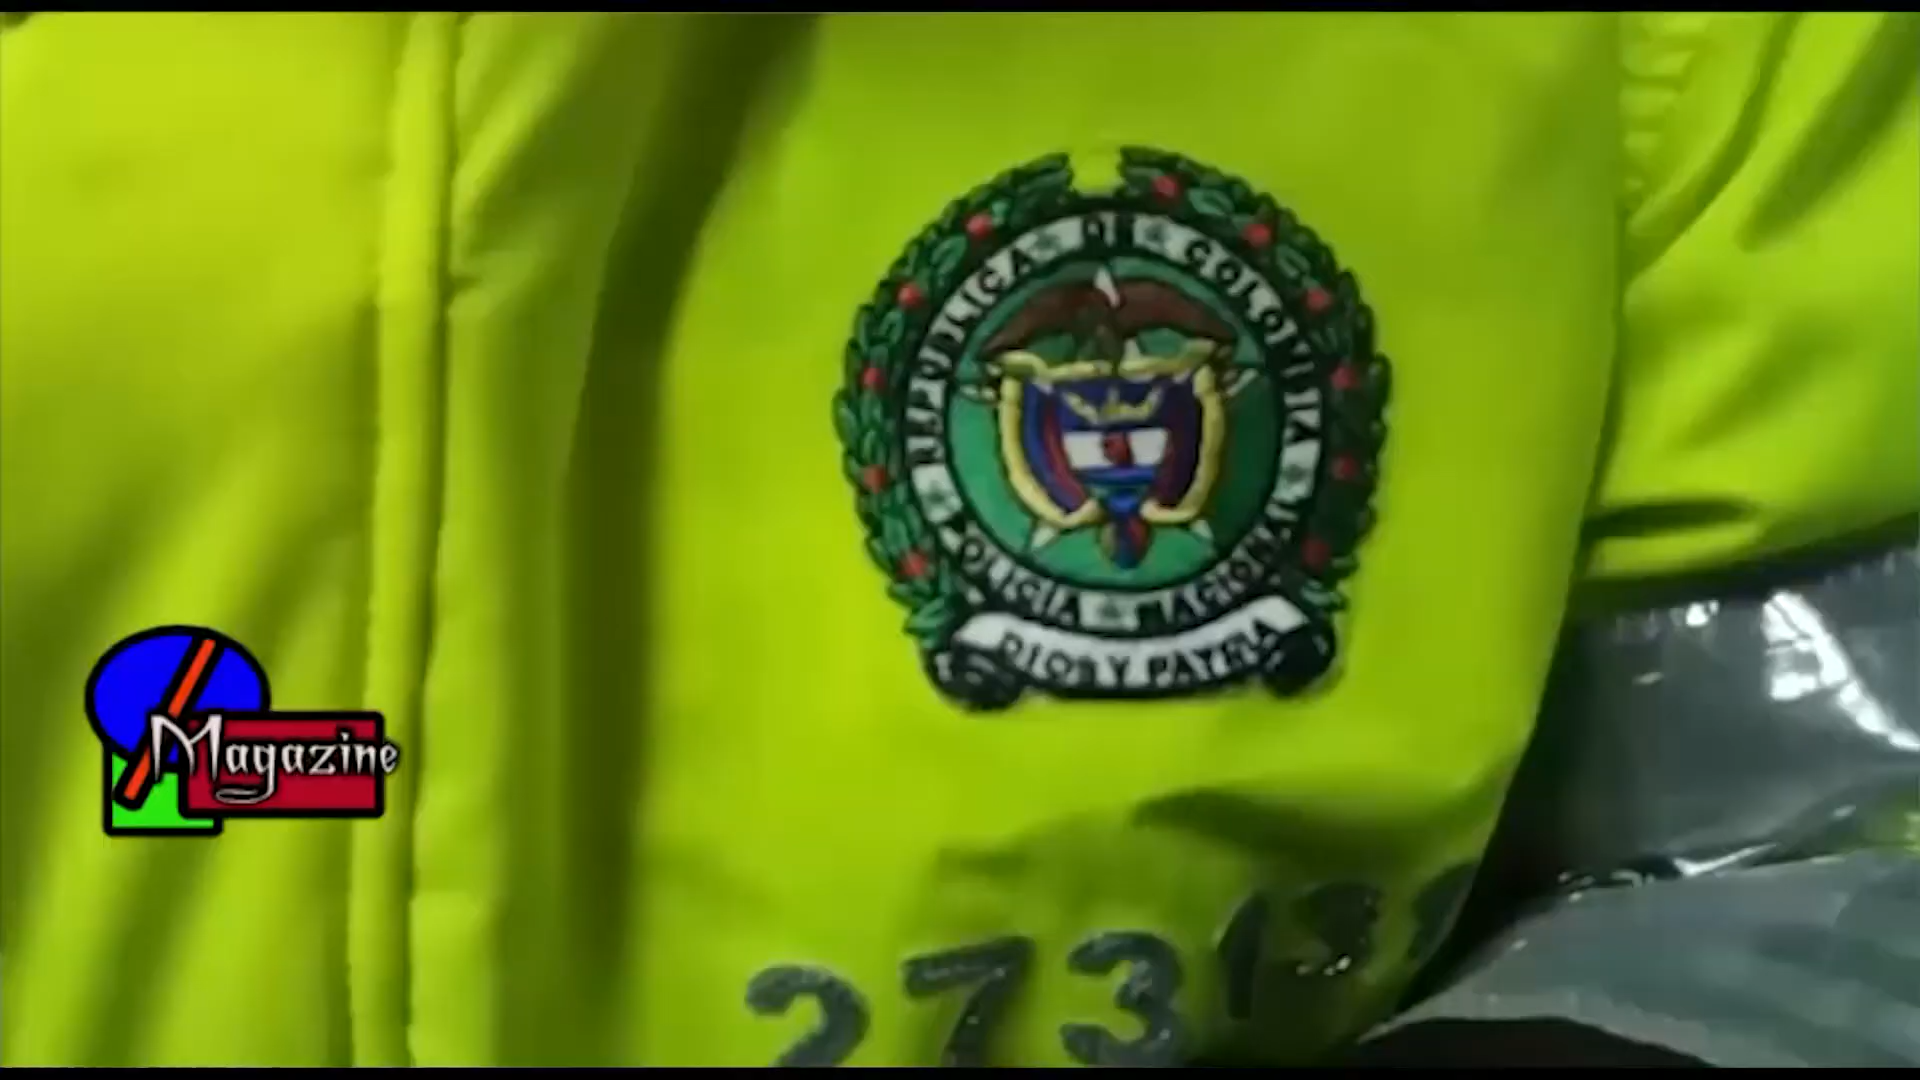 REPUBLICA DE COLOMBIA
POLICIA NACIONAL
DIOS Y PATRIA
273
Magazine